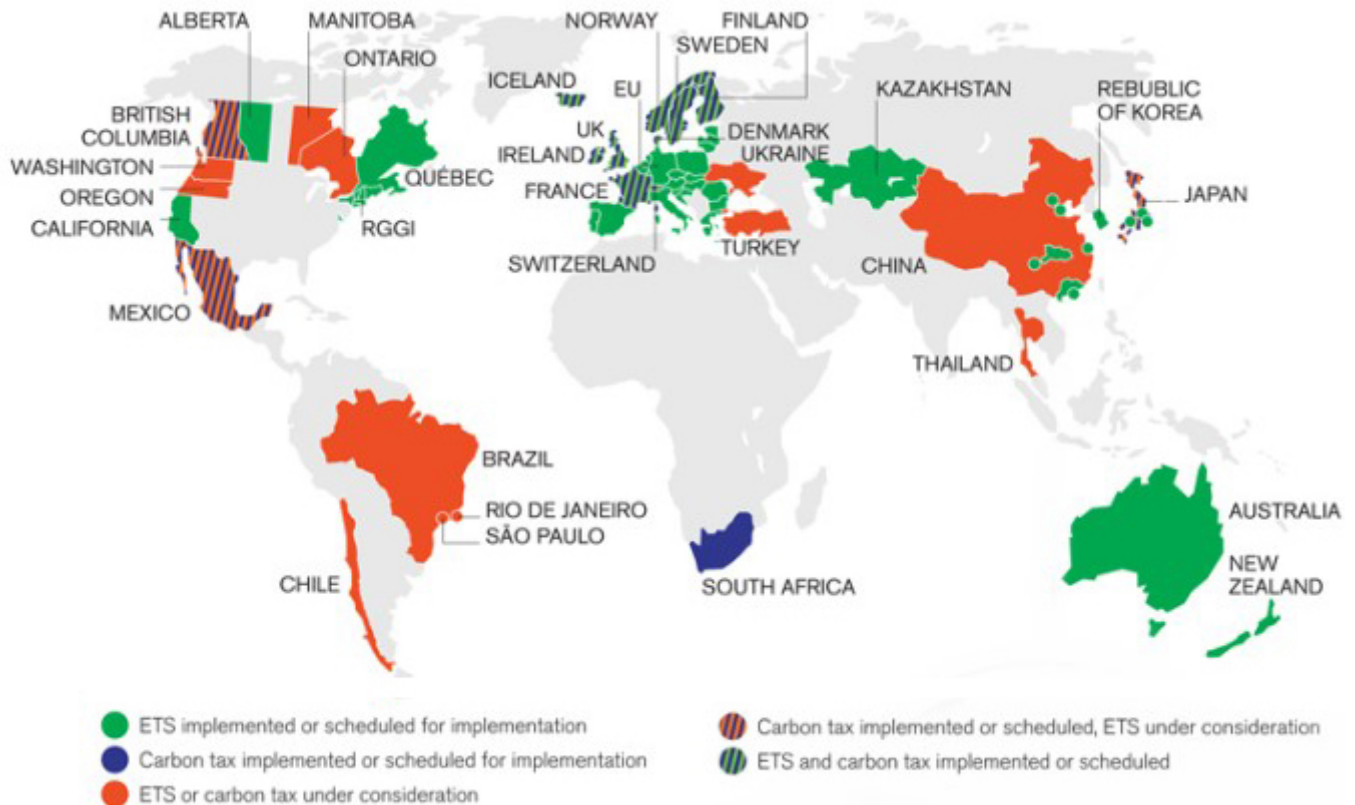 ALBERTA
MANITOBA
NORWAY
FINLAND
ONTARIO
SWEDEN
ICELAND
EU
KAZAKHSTAN
REBUBLIC
OF KOREA
BRITISH
COLUMBIA
UK
DENMARK
UKRAINE
WASHINGTON
IRELAND
QUÉBEC
OREGON
FRANCE
JAPAN
CALIFORNIA
RGGI
TURKEY
SWITZERLAND
CHINA
MEXICO
THAILAND
BRAZIL
RIO DE JANEIRO
SÃO PAULO
AUSTRALIA
NEW
ZEALAND
CHILE
SOUTH AFRICA
ETS implemented or scheduled for implementation
Carbon tax implemented or scheduled for implementation
ETS or carbon tax under consideration
Carbon tax implemented or scheduled, ETS under consideration
ETS and carbon tax implemented or scheduled